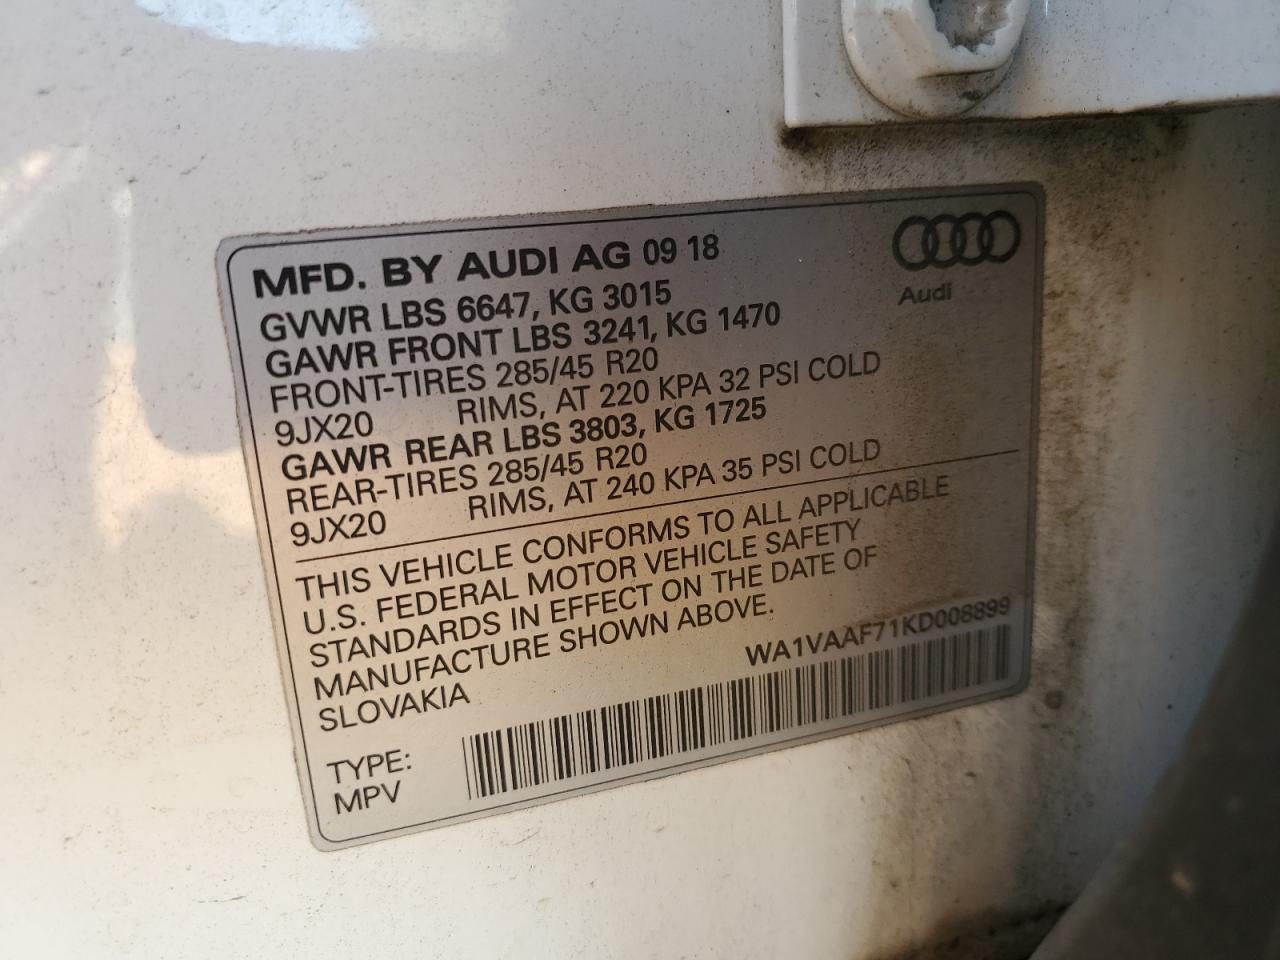 MFD. BY AUDI AG 09 18
Audi
GVWR LBS 6647, KG 3015
GAWR FRONT LBS 3241, KG 1470
FRONT-TIRES 285/45 R20
9JX20 RIMS, AT 220 KPA 32 PSI COLD
GAWR REAR LBS 3803, KG 1725
REAR-TIRES 285/45 R20
9JX20 RIMS, AT 240 KPA 35 PSI COLD
THIS VEHICLE CONFORMS TO ALL APPLICABLE
U.S. FEDERAL MOTOR VEHICLE SAFETY
STANDARDS IN EFFECT ON THE DATE OF
MANUFACTURE SHOWN ABOVE.
SLOVAKIA
WA1VAAF71KD008899
TYPE:
MPV